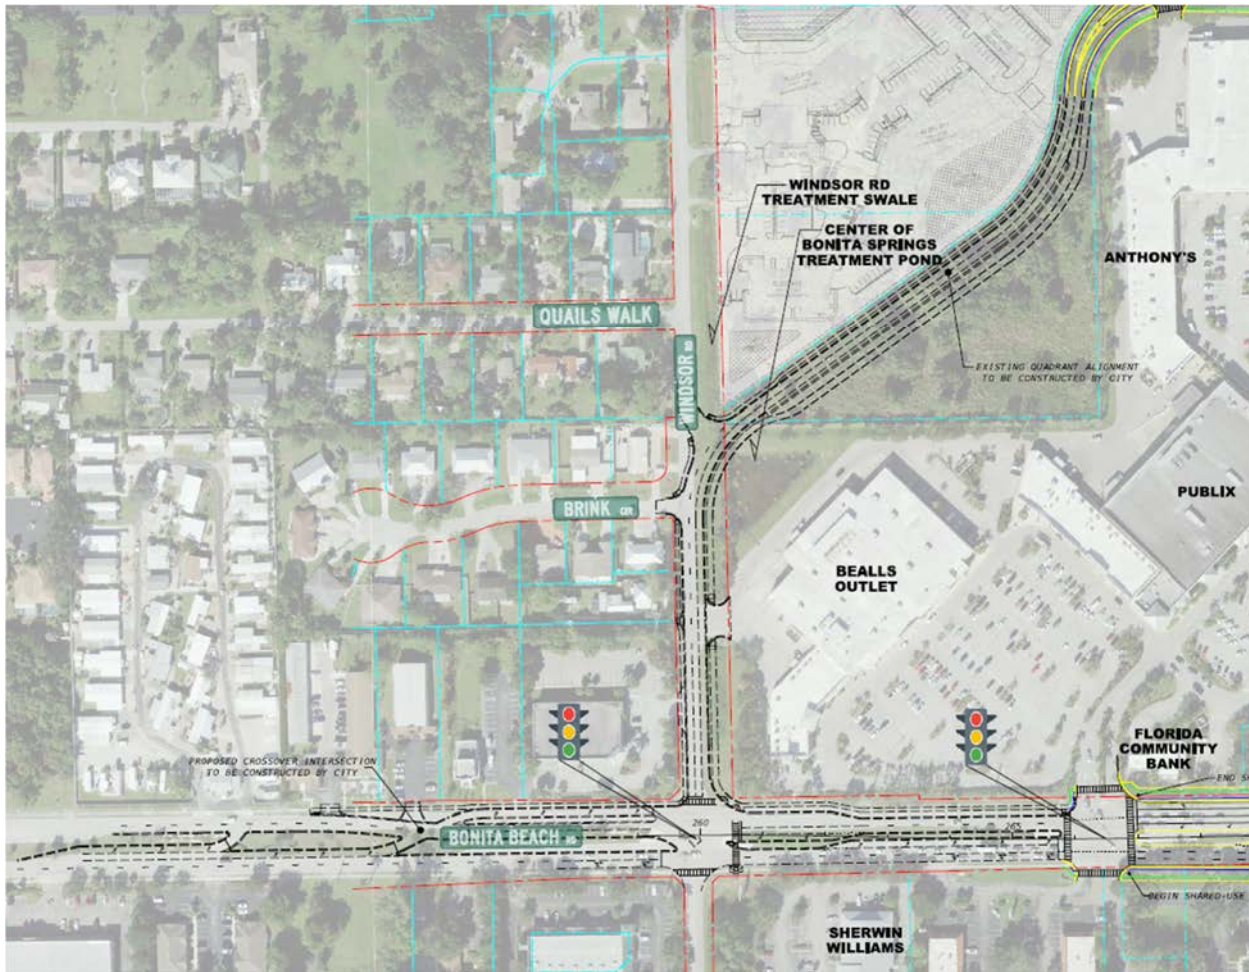 WINDSOR RD
TREATMENT SWALE
CENTER OF
BONITA SPRINGS
TREATMENT POND
ANTHONY'S
QUAILS WALK
WINDSOR RD
EXISTING QUADRANT ALIGNMENT
TO BE CONSTRUCTED BY CITY
PUBLIX
BRINK CIR
BEALLS
OUTLET
FLORIDA
COMMUNITY
BANK
PROPOSED CROSSOVER INTERSECTION
TO BE CONSTRUCTED BY CITY
END
260
265
BONITA BEACH RD
BEGIN SHARED-USE
SHERWIN
WILLIAMS